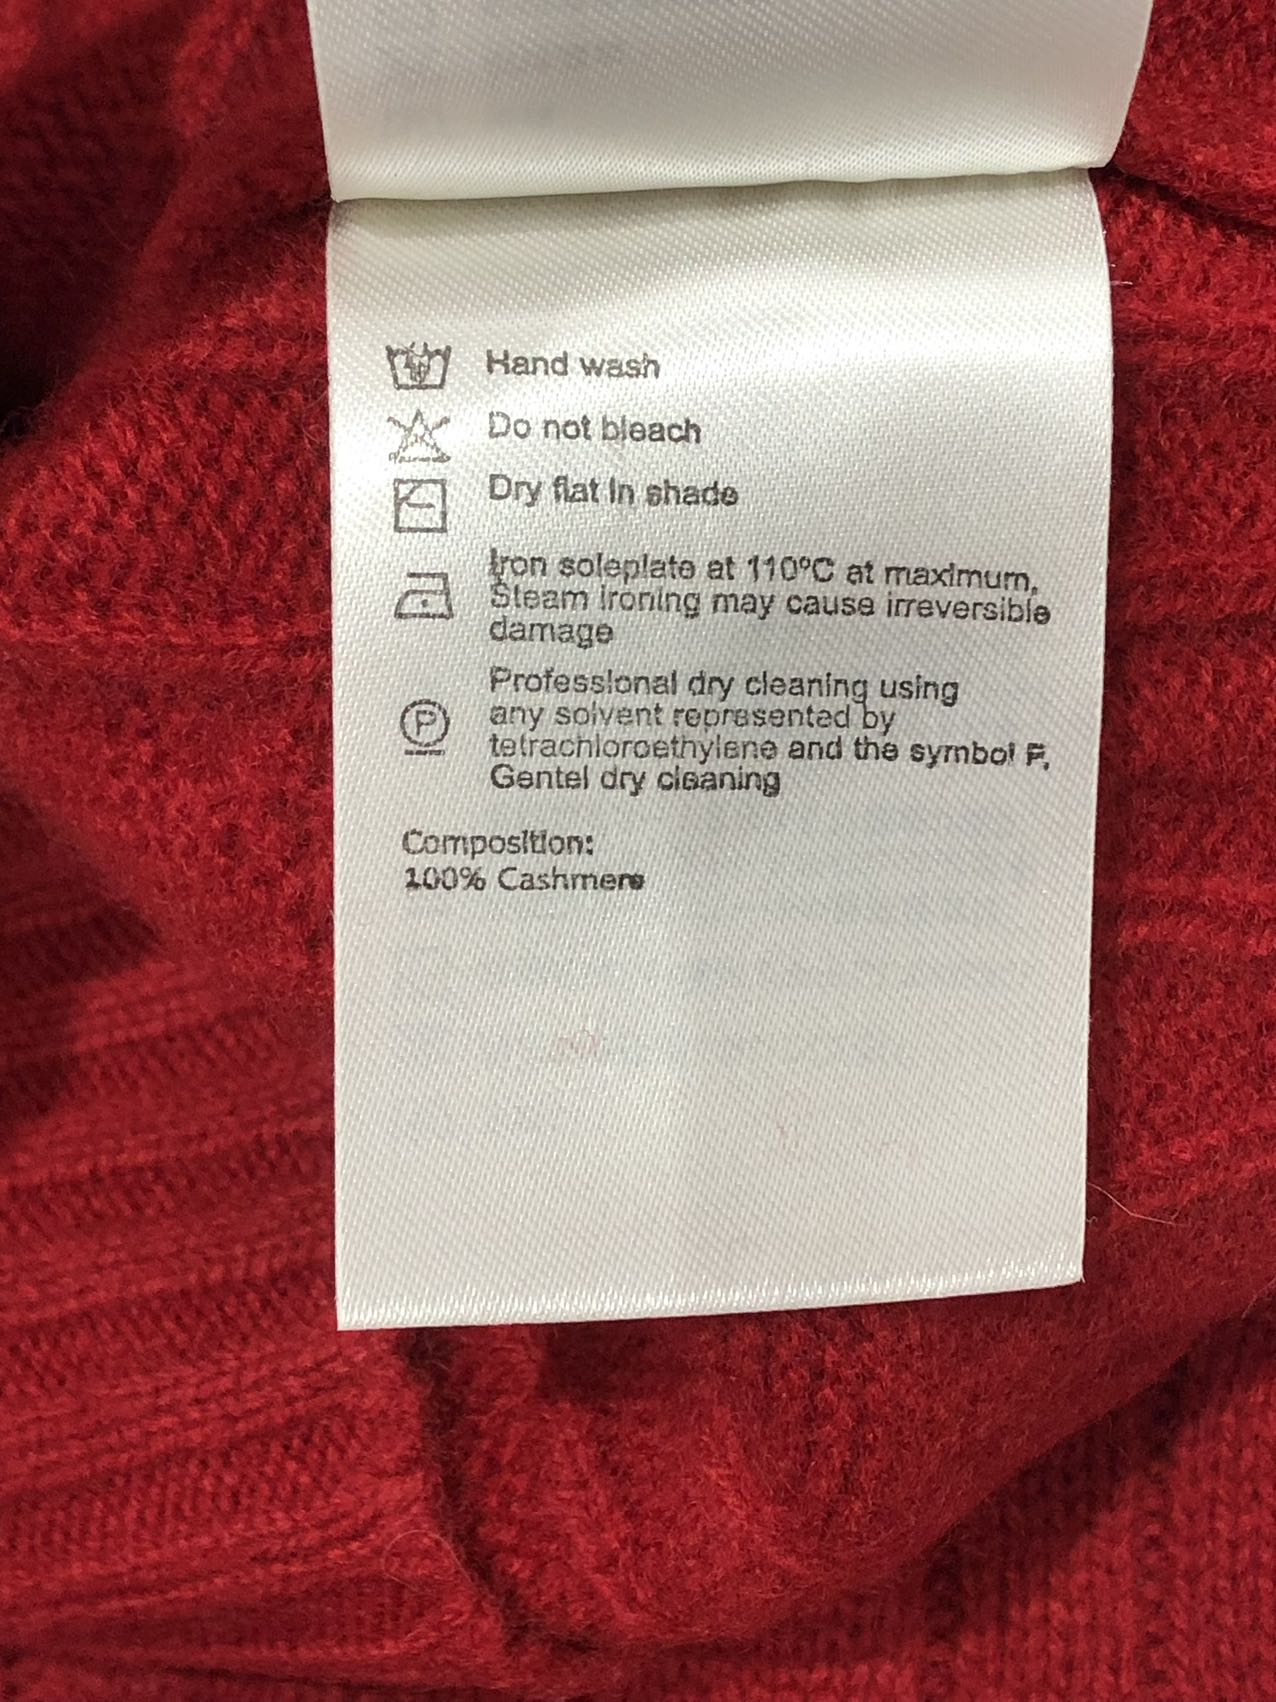 Hand wash
Do not bleach
Dry flat in shade
Iron soleplate at 110°C at maximum,
Steam ironing may cause irreversible
damage
P
Professional dry cleaning using
any solvent represented by
tetrachloroethylene and the symbol F,
Gentel dry cleaning
Composition:
100% Cashmere